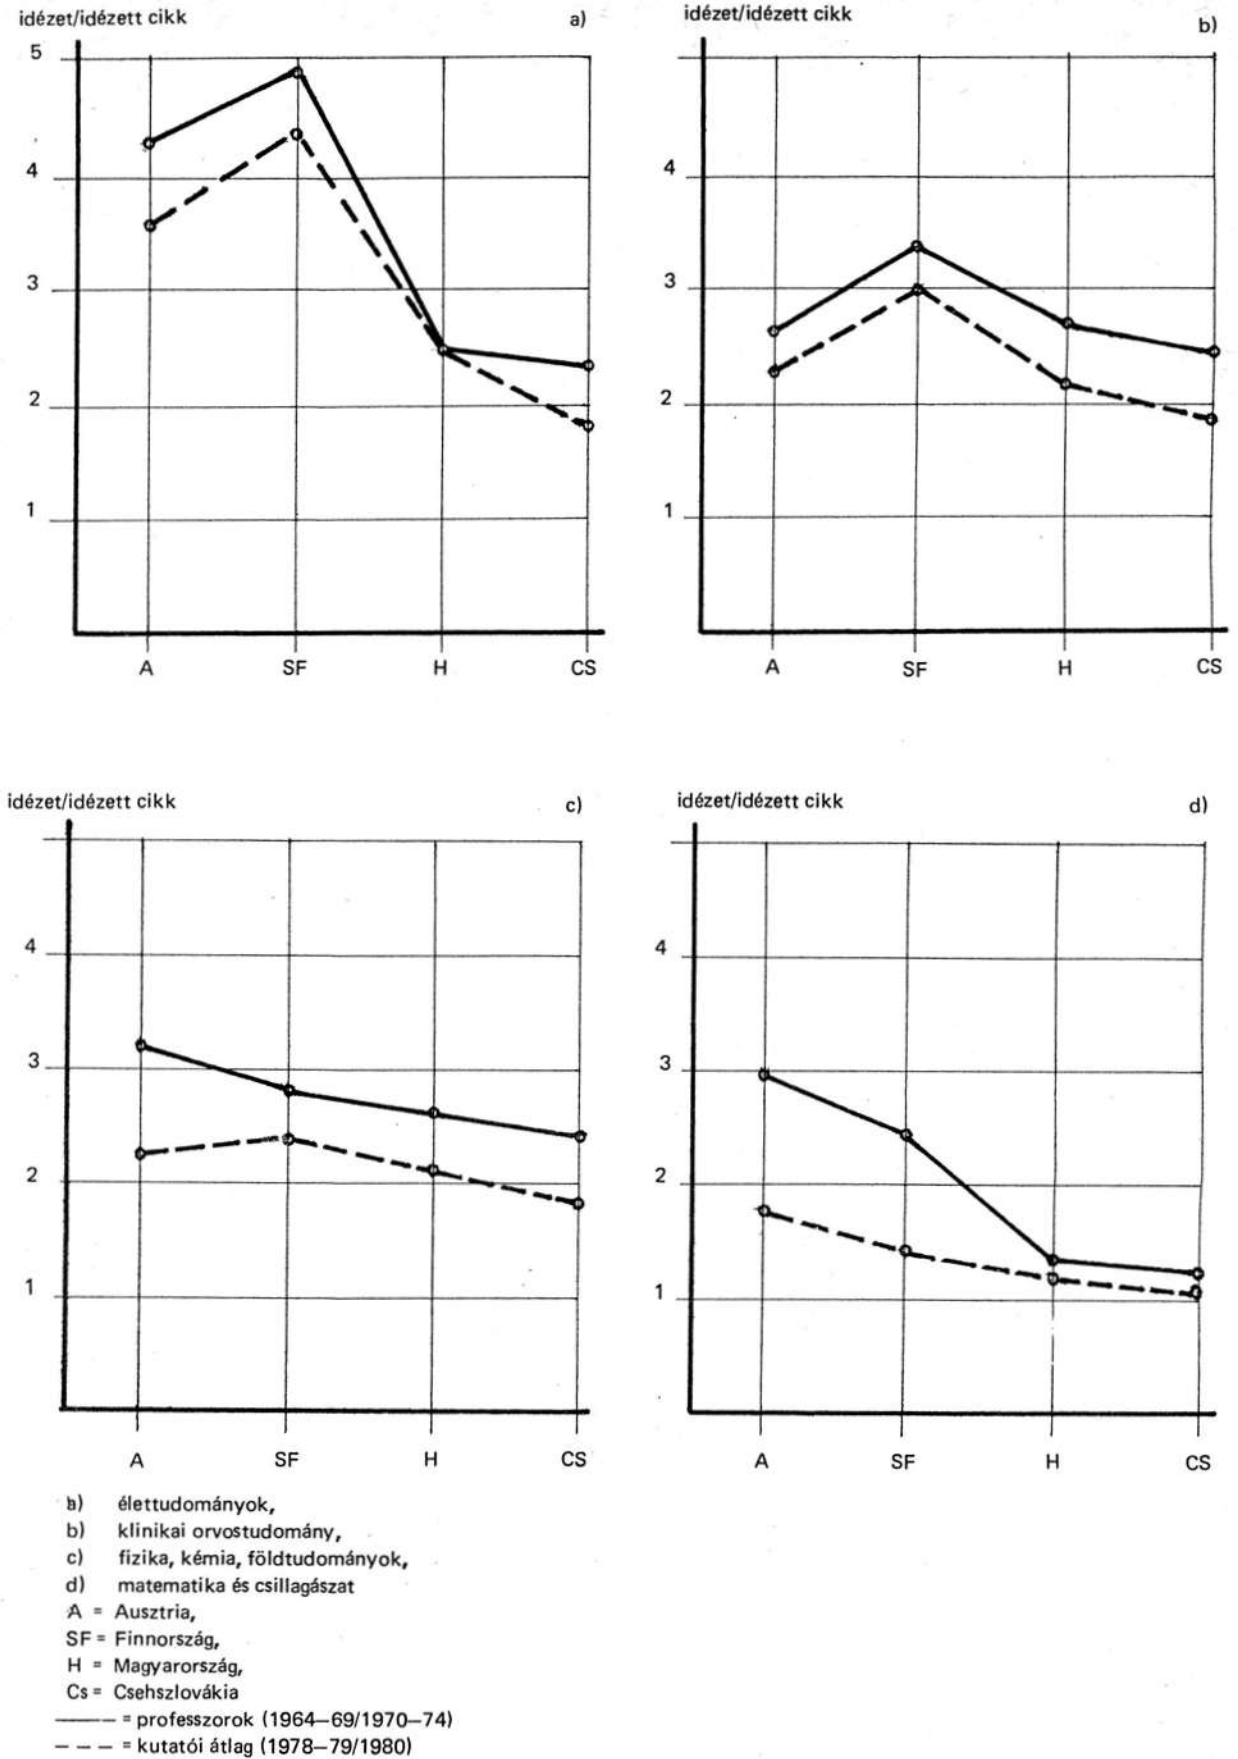 idézet/idézett cikk
a)
5
4
3
2
1
A SF H CS
idézet/idézett cikk
b)
4
3
2
1
A SF H CS
idézet/idézett cikk
c)
4
3
2
1
A SF H CS
idézet/idézett cikk
d)
4
3
2
1
A SF H CS
a) élettudományok,
b) klinikai orvostudomány,
c) fizika, kémia, földtudományok,
d) matematika és csillagászat
A = Ausztria,
SF = Finnország,
H = Magyarország,
Cs = Csehszlovákia
——— = professzorok (1964–69/1970–74)
– – – = kutatói átlag (1978–79/1980)